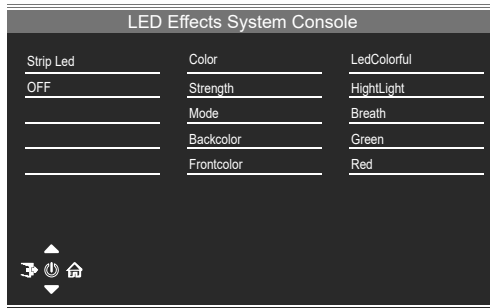 LED Effects System Console
Strip Led
OFF
Color
Strength
Mode
Backcolor
Frontcolor
LedColorful
HightLight
Breath
Green
Red